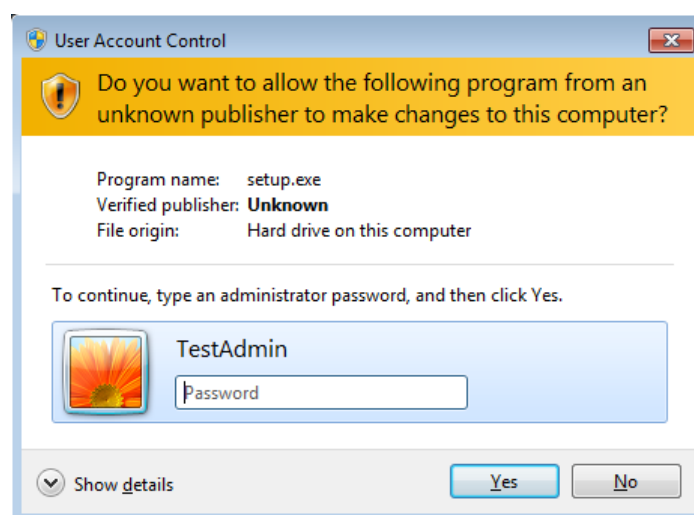 User Account Control
Do you want to allow the following program from an
unknown publisher to make changes to this computer?
Program name: setup.exe
Verified publisher: Unknown
File origin: Hard drive on this computer
To continue, type an administrator password, and then click Yes.
TestAdmin
Password
Show details
Yes
No